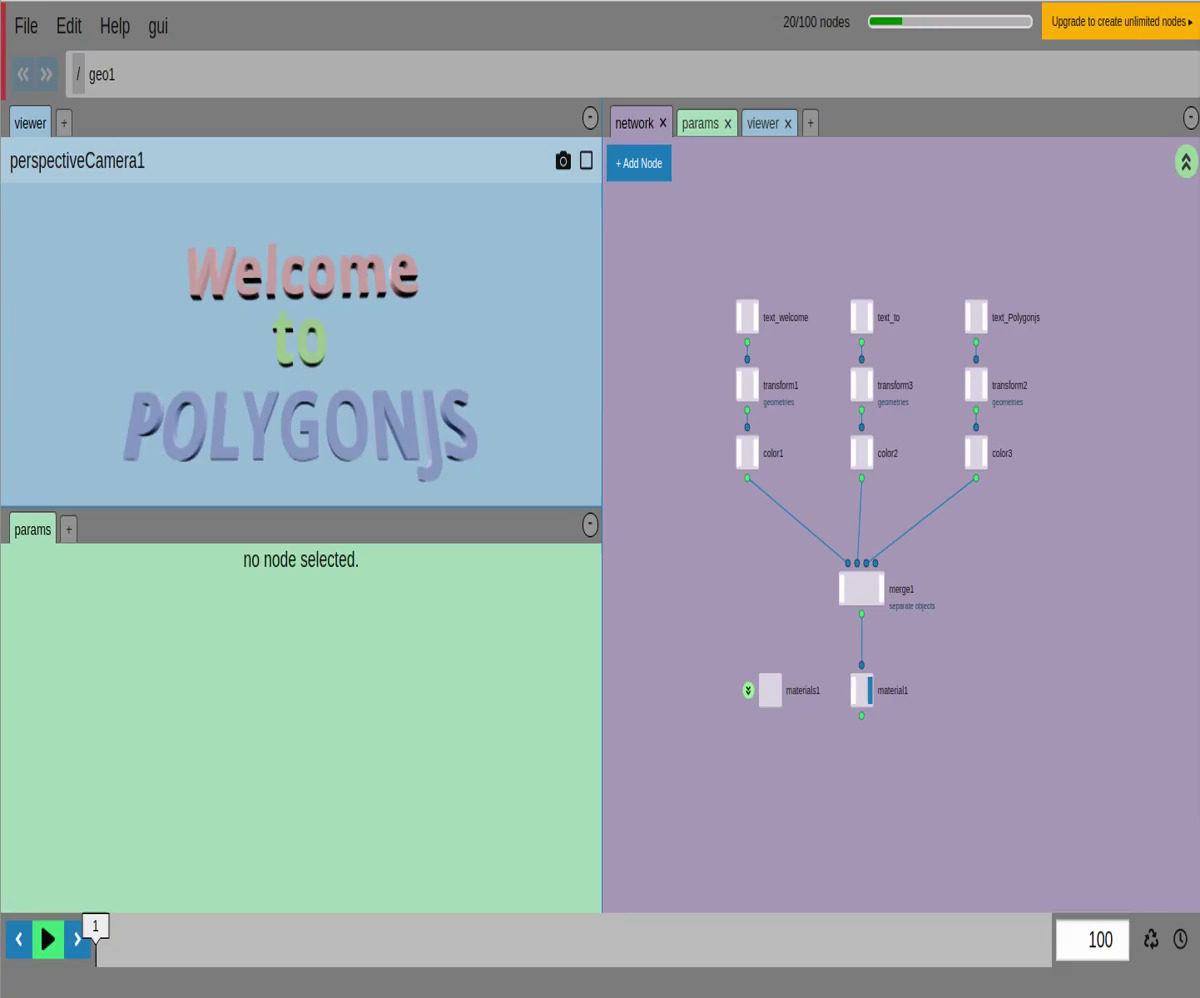 File Edit Help gui
20/100 nodes
Upgrade to create unlimited nodes ▸
« » / geo1
viewer +
network × params × viewer × +
perspectiveCamera1
+ Add Node
Welcome
to
POLYGONJS
text_welcome text_to text_Polygonjs
transform1 transform3 transform2
geometries geometries geometries
color1 color2 color3
merge1
separate objects
materials1 material1
params +
no node selected.
1
100